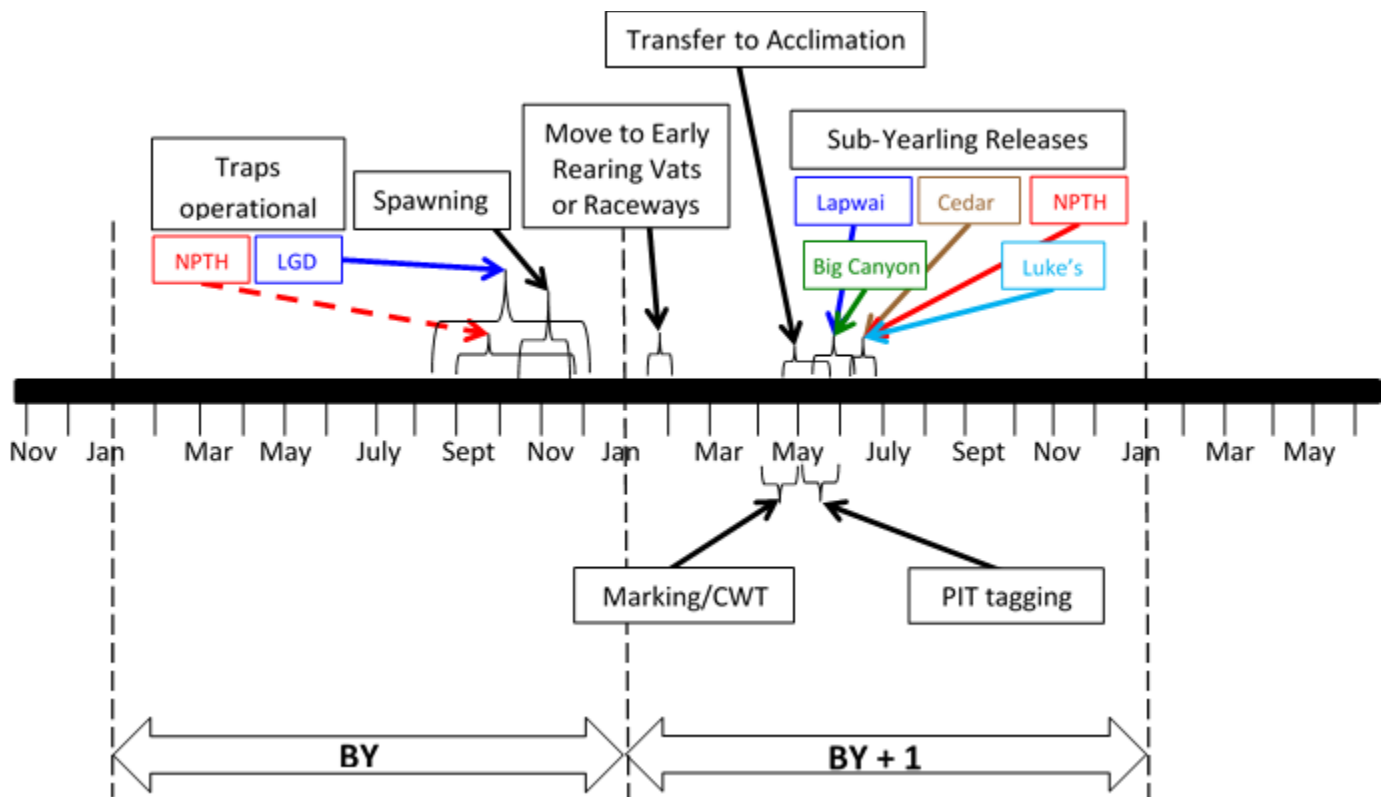 Transfer to Acclimation
Move to Early
Rearing Vats
or Raceways
Sub-Yearling Releases
Traps
operational
Spawning
Lapwai
Cedar
NPTH
NPTH
LGD
Big Canyon
Luke's
Nov Jan Mar May July Sept Nov Jan Mar May July Sept Nov Jan Mar May
Marking/CWT
PIT tagging
BY
BY + 1